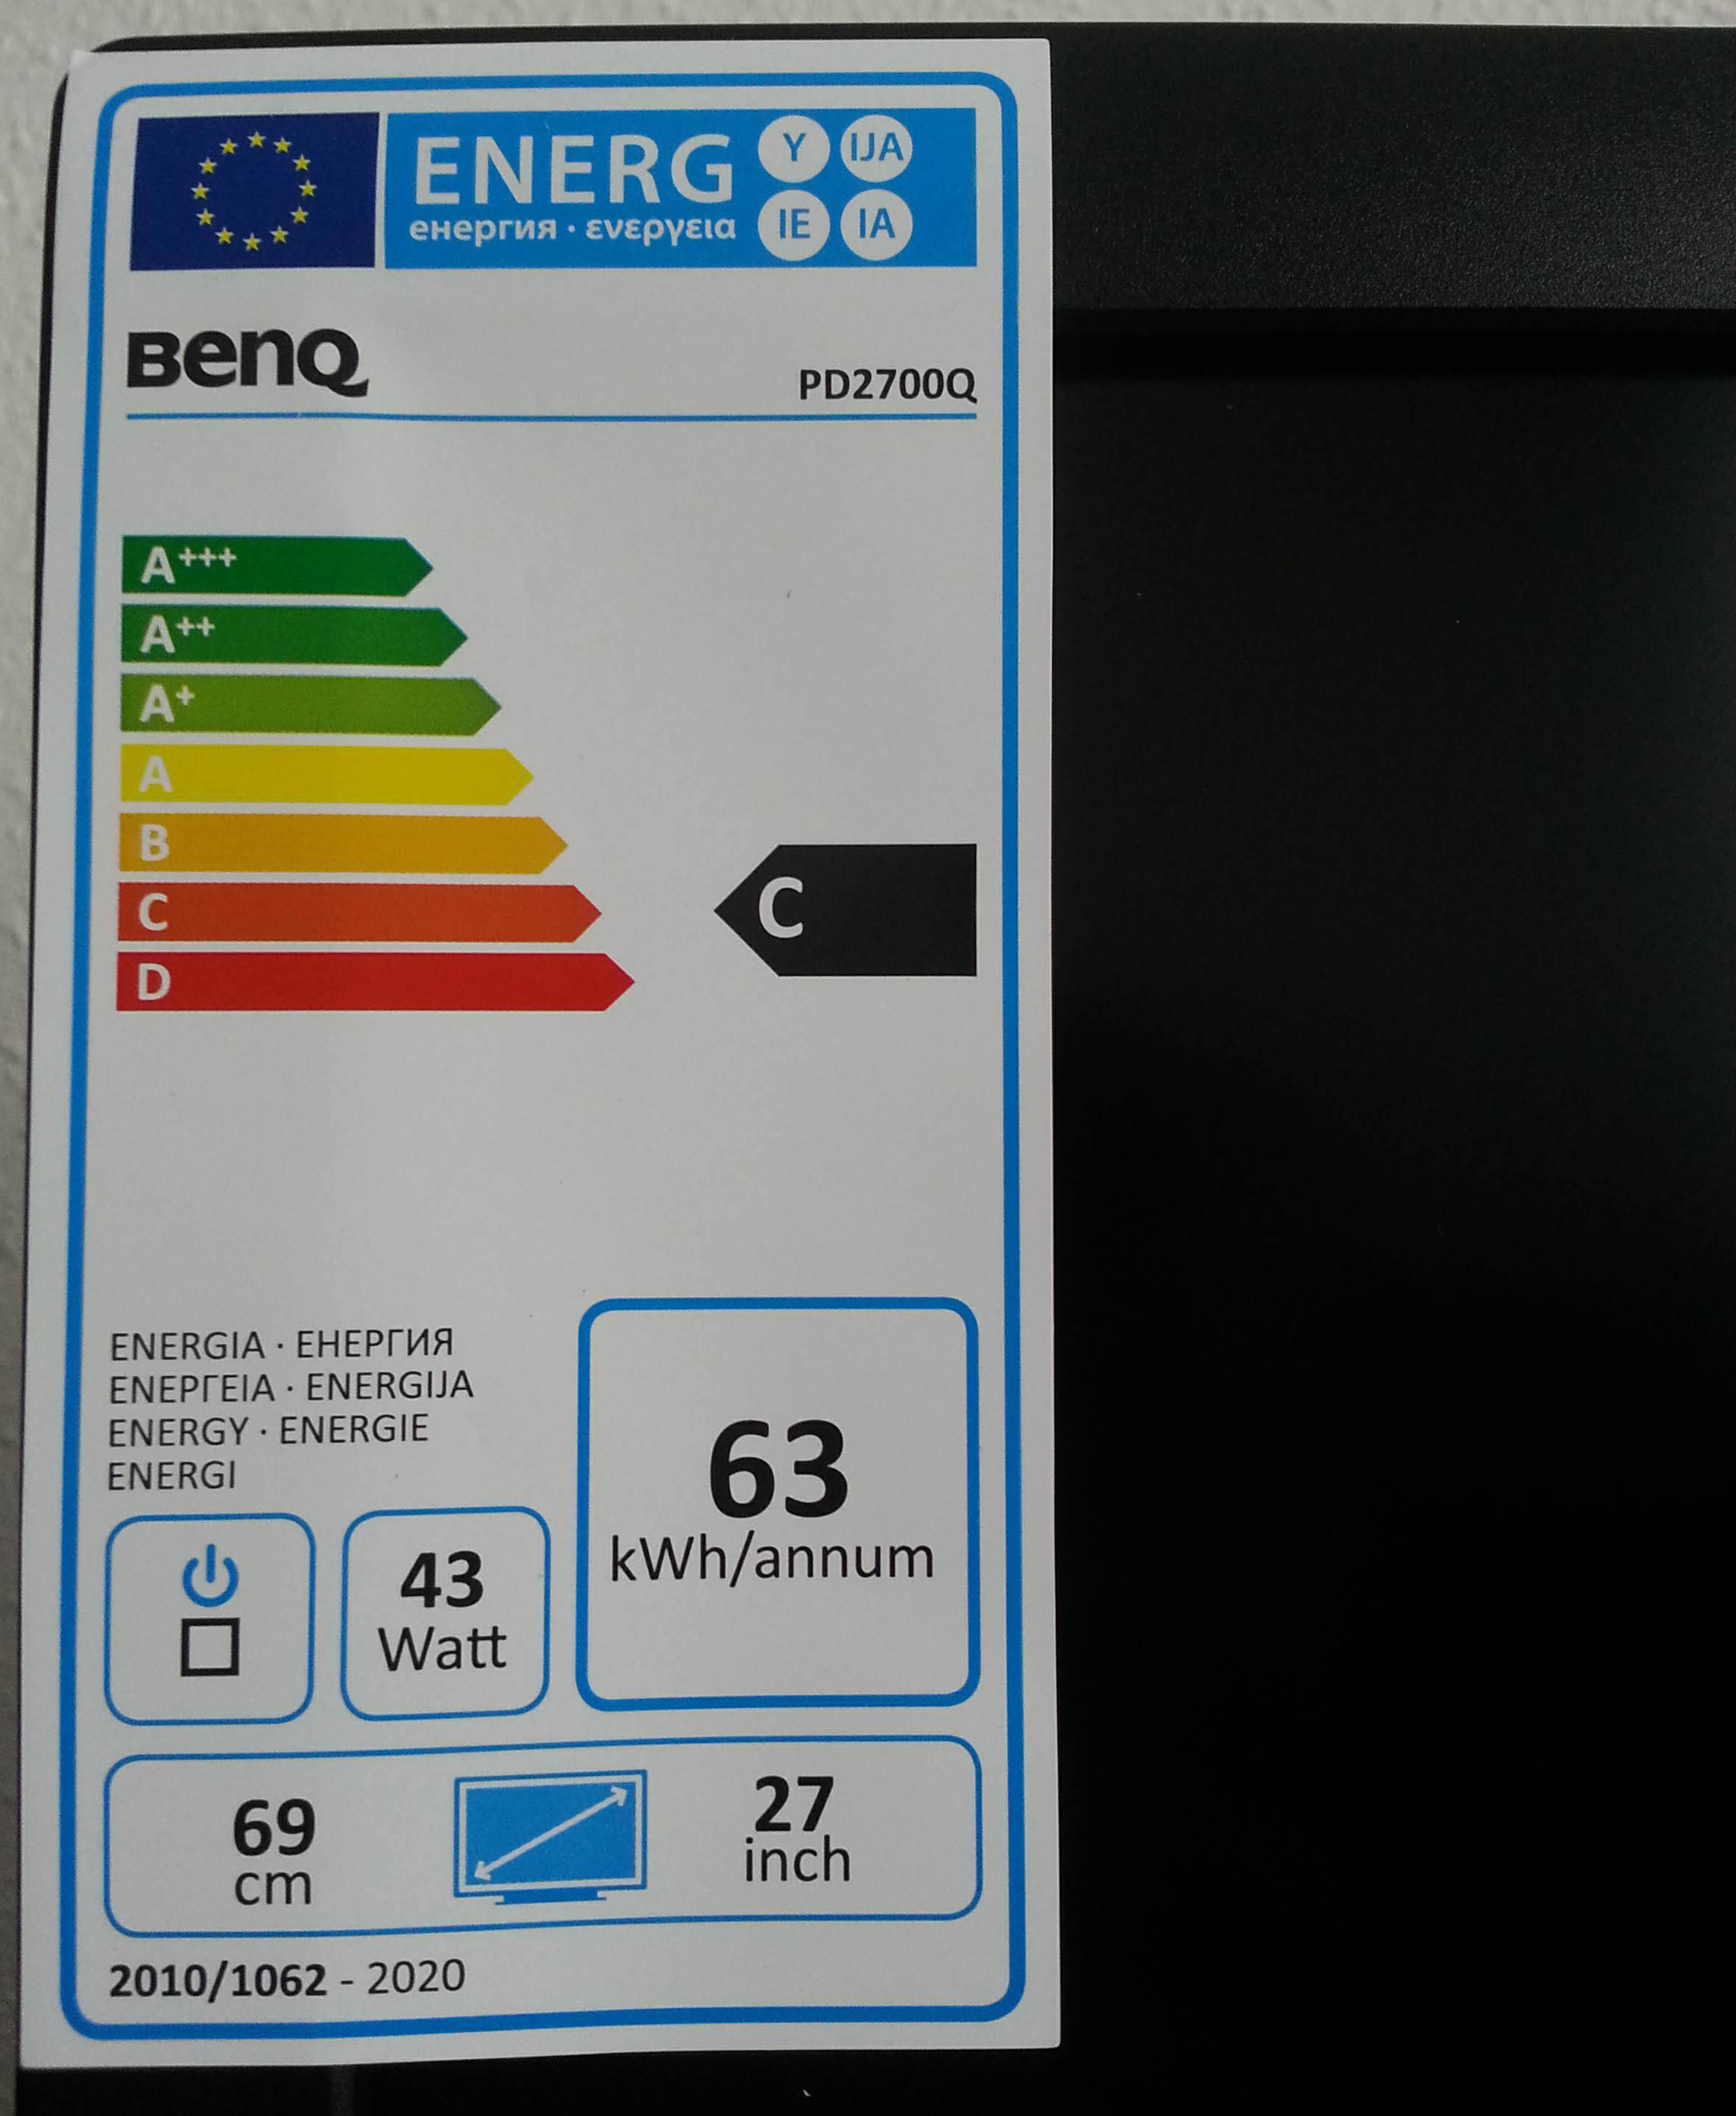 ENERG Y IJA
енергия · ενεργεια IE IA
BenQ PD2700Q
A+++
A++
A+
A
B
C
C
D
ENERGIA · ЕНЕРГИЯ
ΕΝΕΡΓΕΙΑ · ENERGIJA
ENERGY · ENERGIE
ENERGI
63
kWh/annum
43
Watt
69
cm
27
inch
2010/1062 - 2020